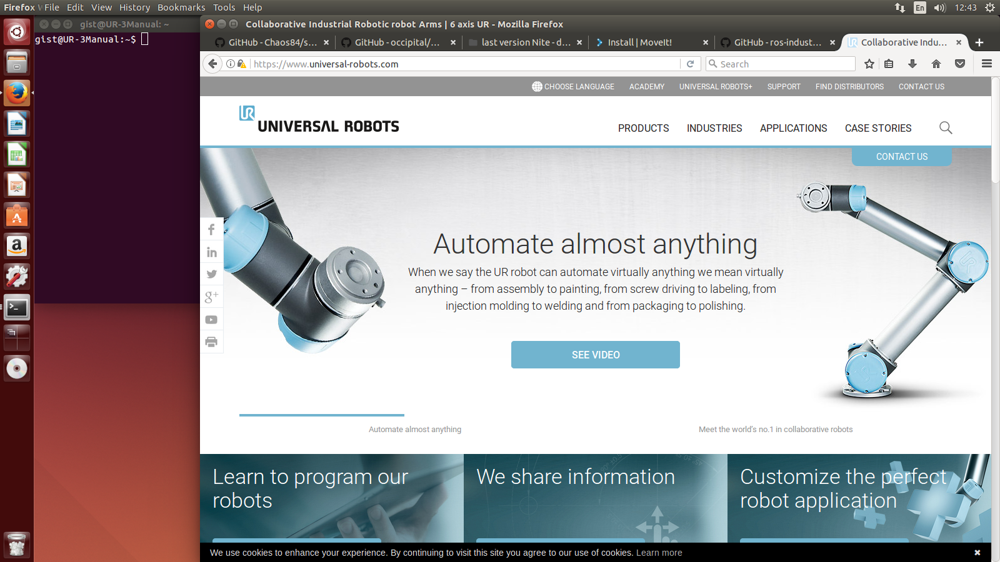 Firefox W File Edit View History Bookmarks Tools Help
En 12:43
gist@UR-3Manual: ~
gist@UR-3Manual:~$
Collaborative Industrial Robotic robot Arms | 6 axis UR - Mozilla Firefox
GitHub - Chaos84/s...
GitHub - occipital/...
last version Nite - d...
Install | MoveIt!
GitHub - ros-indust...
Collaborative Indu...
https://www.universal-robots.com
Search
CHOOSE LANGUAGE ACADEMY UNIVERSAL ROBOTS+ SUPPORT FIND DISTRIBUTORS CONTACT US
UR
UNIVERSAL ROBOTS
PRODUCTS INDUSTRIES APPLICATIONS CASE STORIES
CONTACT US
Automate almost anything
When we say the UR robot can automate virtually anything we mean virtually
anything – from assembly to painting, from screw driving to labeling, from
injection molding to welding and from packaging to polishing.
SEE VIDEO
Automate almost anything
Meet the world's no.1 in collaborative robots
Learn to program our
robots
We share information
Customize the perfect
robot application
We use cookies to enhance your experience. By continuing to visit this site you agree to our use of cookies. Learn more